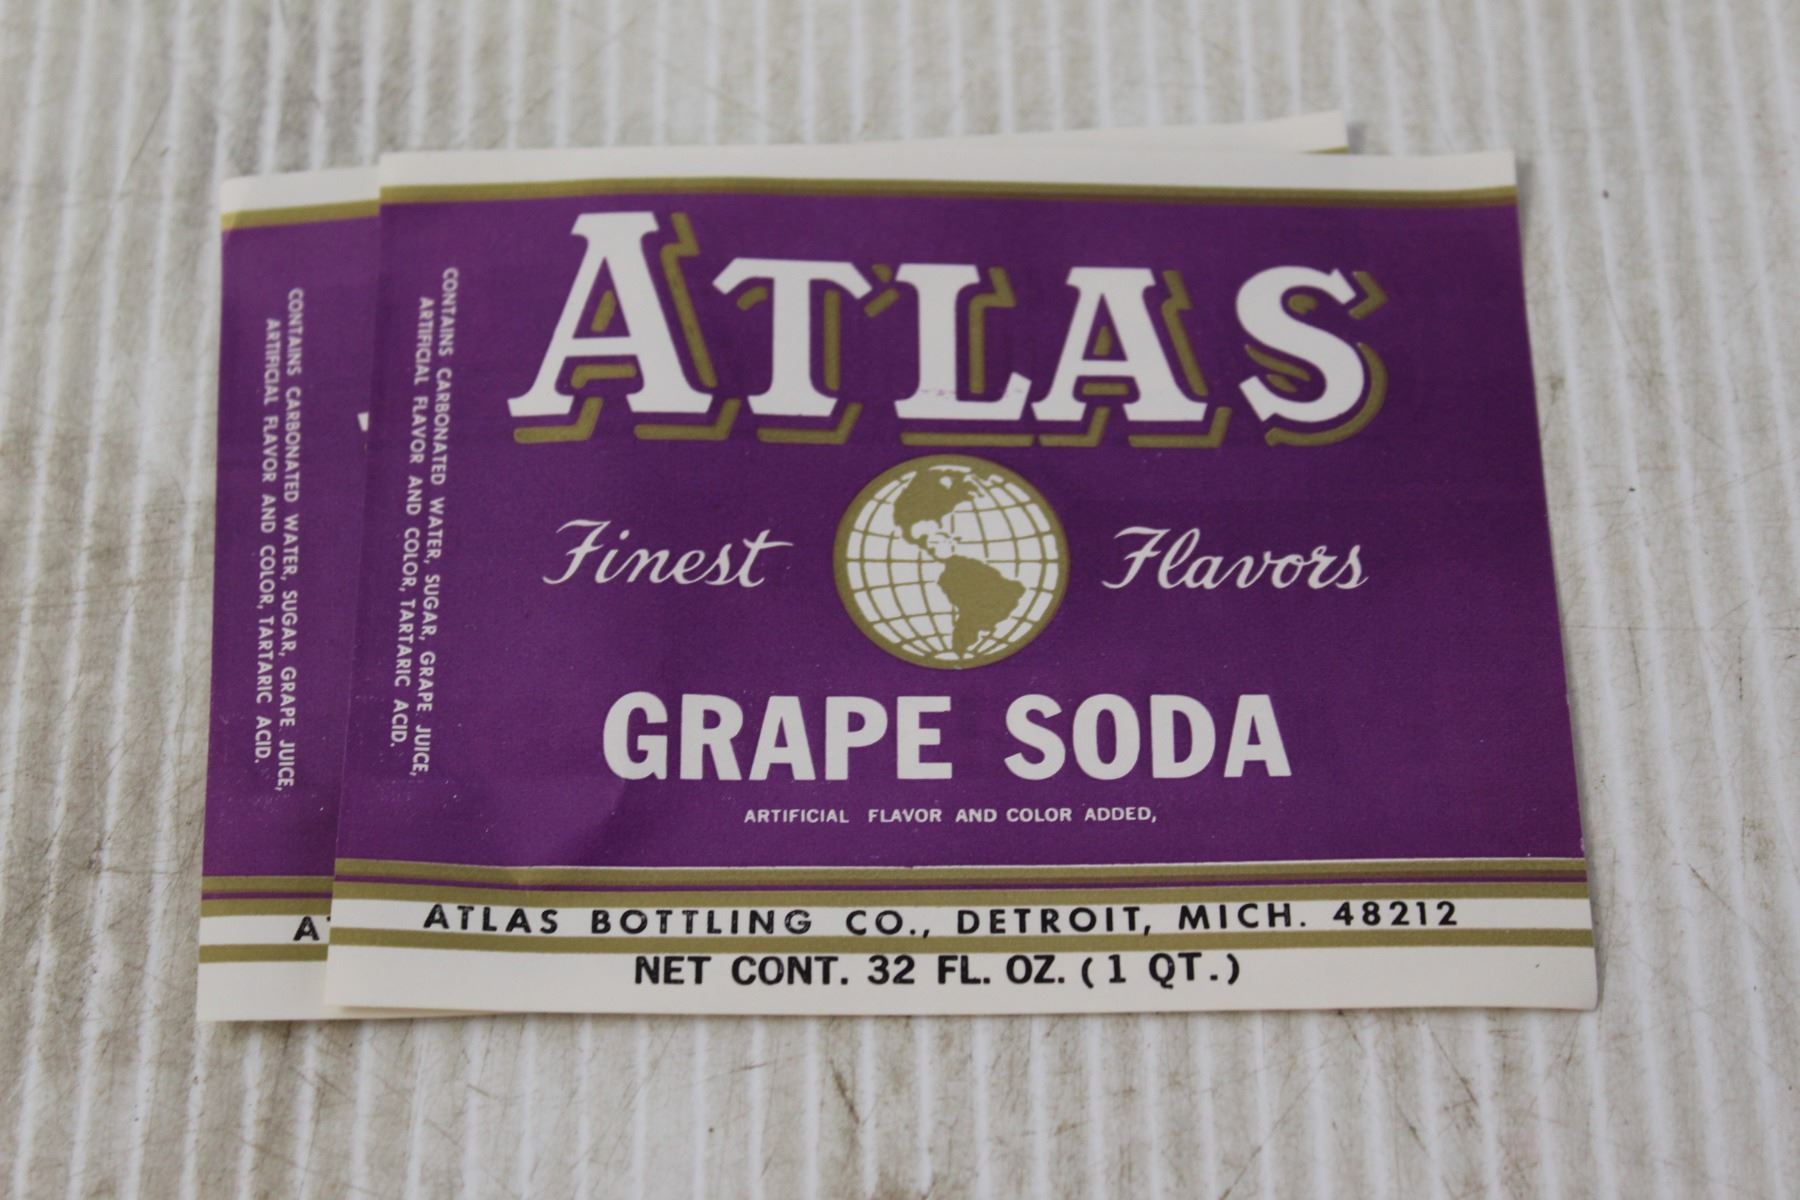 ATLAS
Finest Flavors
GRAPE SODA
ARTIFICIAL FLAVOR AND COLOR ADDED,
ATLAS BOTTLING CO., DETROIT, MICH. 48212
NET CONT. 32 FL. OZ. (1 QT.)
CONTAINS CARBONATED WATER, SUGAR, GRAPE JUICE,
ARTIFICIAL FLAVOR AND COLOR, TARTARIC ACID.
CONTAINS CARBONATED WATER, SUGAR, GRAPE JUICE,
ARTIFICIAL FLAVOR AND COLOR, TARTARIC ACID.